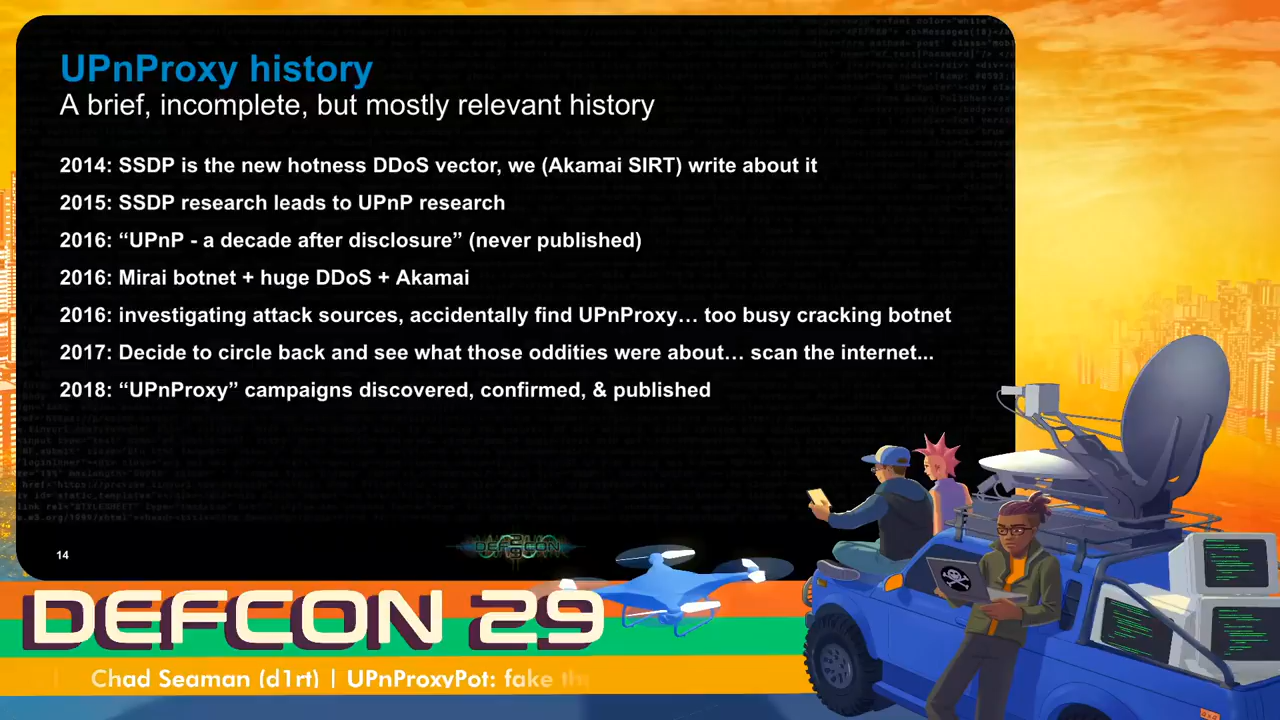 UPnProxy history
A brief, incomplete, but mostly relevant history
2014: SSDP is the new hotness DDoS vector, we (Akamai SIRT) write about it
2015: SSDP research leads to UPnP research
2016: “UPnP - a decade after disclosure” (never published)
2016: Mirai botnet + huge DDoS + Akamai
2016: investigating attack sources, accidentally find UPnProxy… too busy cracking botnet
2017: Decide to circle back and see what those oddities were about… scan the internet...
2018: “UPnProxy” campaigns discovered, confirmed, & published
14
DEFCON
DEFCON 29
Chad Seaman (d1rt) | UPnProxyPot: fake th